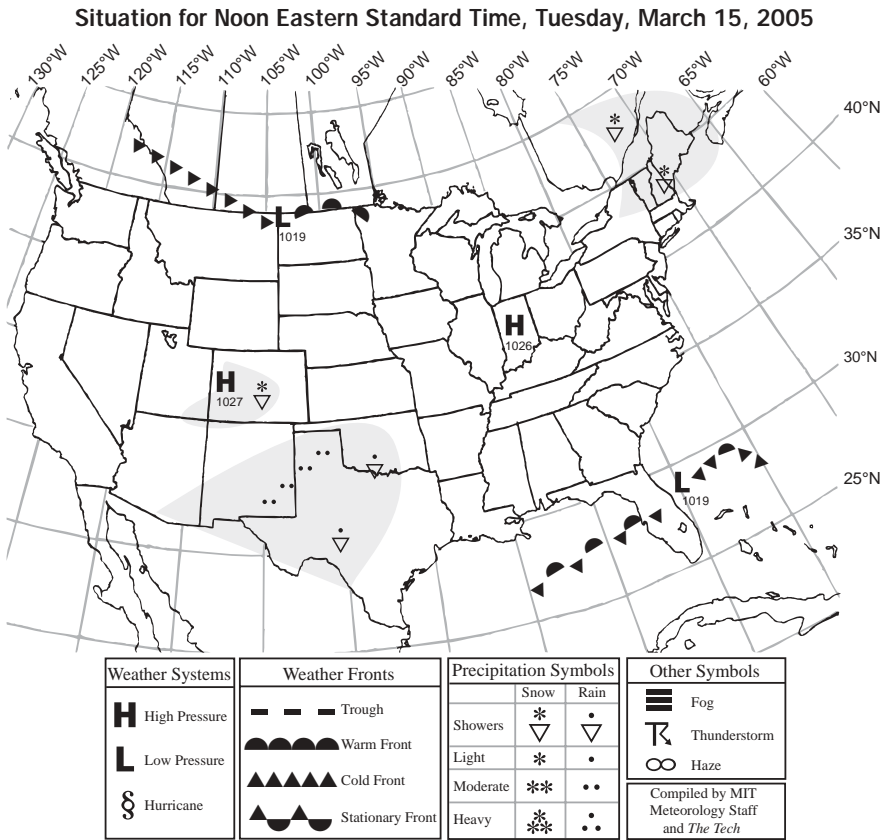 Situation for Noon Eastern Standard Time, Tuesday, March 15, 2005
130°W 125°W 120°W 115°W 110°W 105°W 100°W 95°W 90°W 85°W 80°W 75°W 70°W 65°W 60°W
40°N
35°N
30°N
25°N
L
1019
H
1026
H
1027
L
1019
Weather Systems
H High Pressure
L Low Pressure
§ Hurricane
Weather Fronts
Trough
Warm Front
Cold Front
Stationary Front
Precipitation Symbols
Snow Rain
Showers
Light
Moderate
Heavy
Other Symbols
Fog
Thunderstorm
Haze
Compiled by MIT
Meteorology Staff
and The Tech